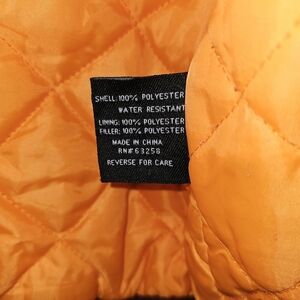 SHELL: 100% POLYESTER
WATER RESISTANT
LINING: 100% POLYESTER
FILLER: 100% POLYESTER
MADE IN CHINA
RN# 63258
REVERSE FOR CARE